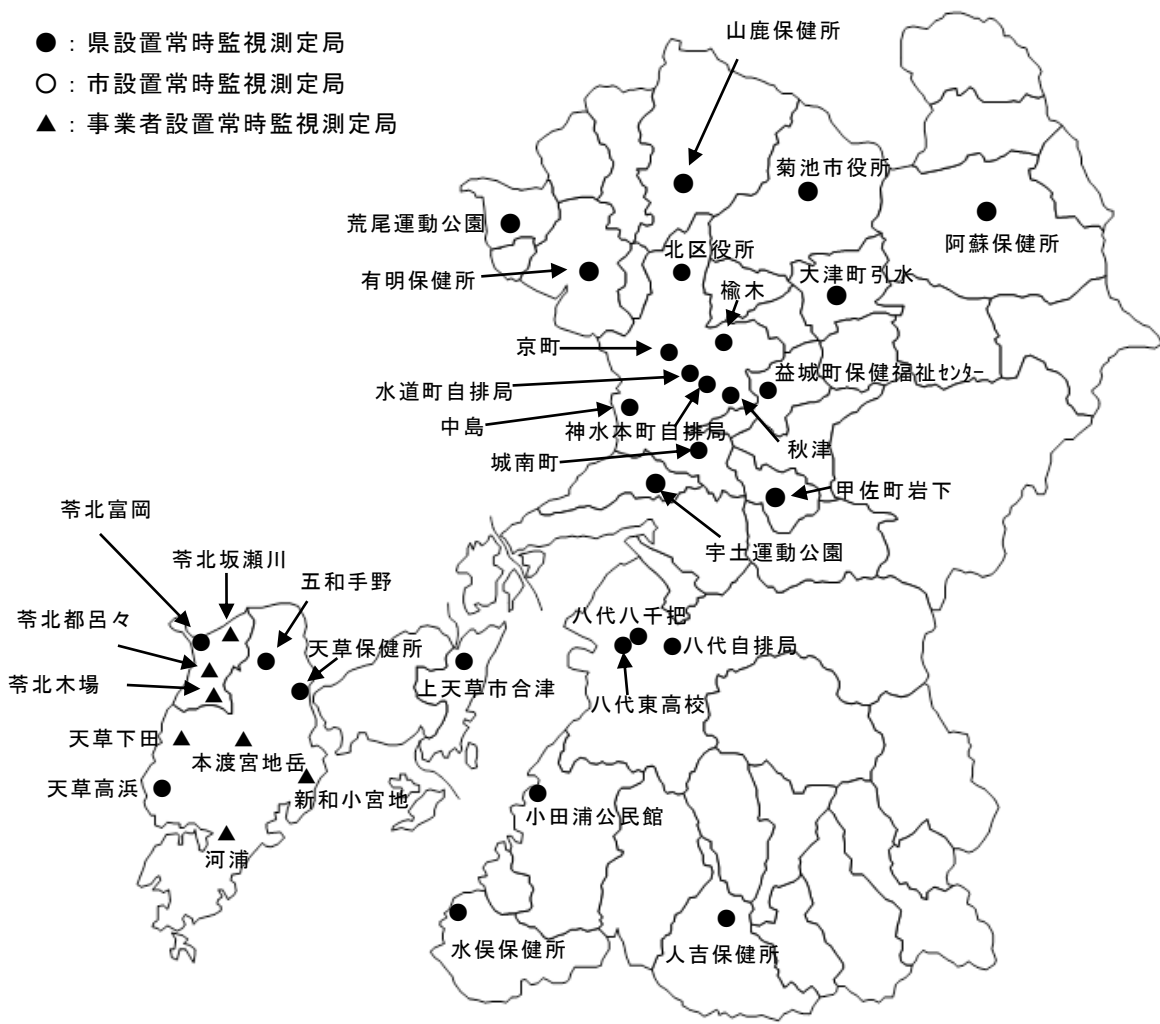 ●：県設置常時監視測定局
○：市設置常時監視測定局
▲：事業者設置常時監視測定局
山鹿保健所
菊池市役所
荒尾運動公園
阿蘇保健所
北区役所
有明保健所
大津町引水
楡木
京町
益城町保健福祉ｾﾝﾀｰ
水道町自排局
中島
神水本町自排局
秋津
城南町
甲佐町岩下
宇土運動公園
苓北富岡
苓北坂瀬川
五和手野
苓北都呂々
天草保健所
八代八千把
八代自排局
上天草市合津
苓北木場
八代東高校
天草下田
本渡宮地岳
天草高浜
新和小宮地
小田浦公民館
河浦
水俣保健所
人吉保健所